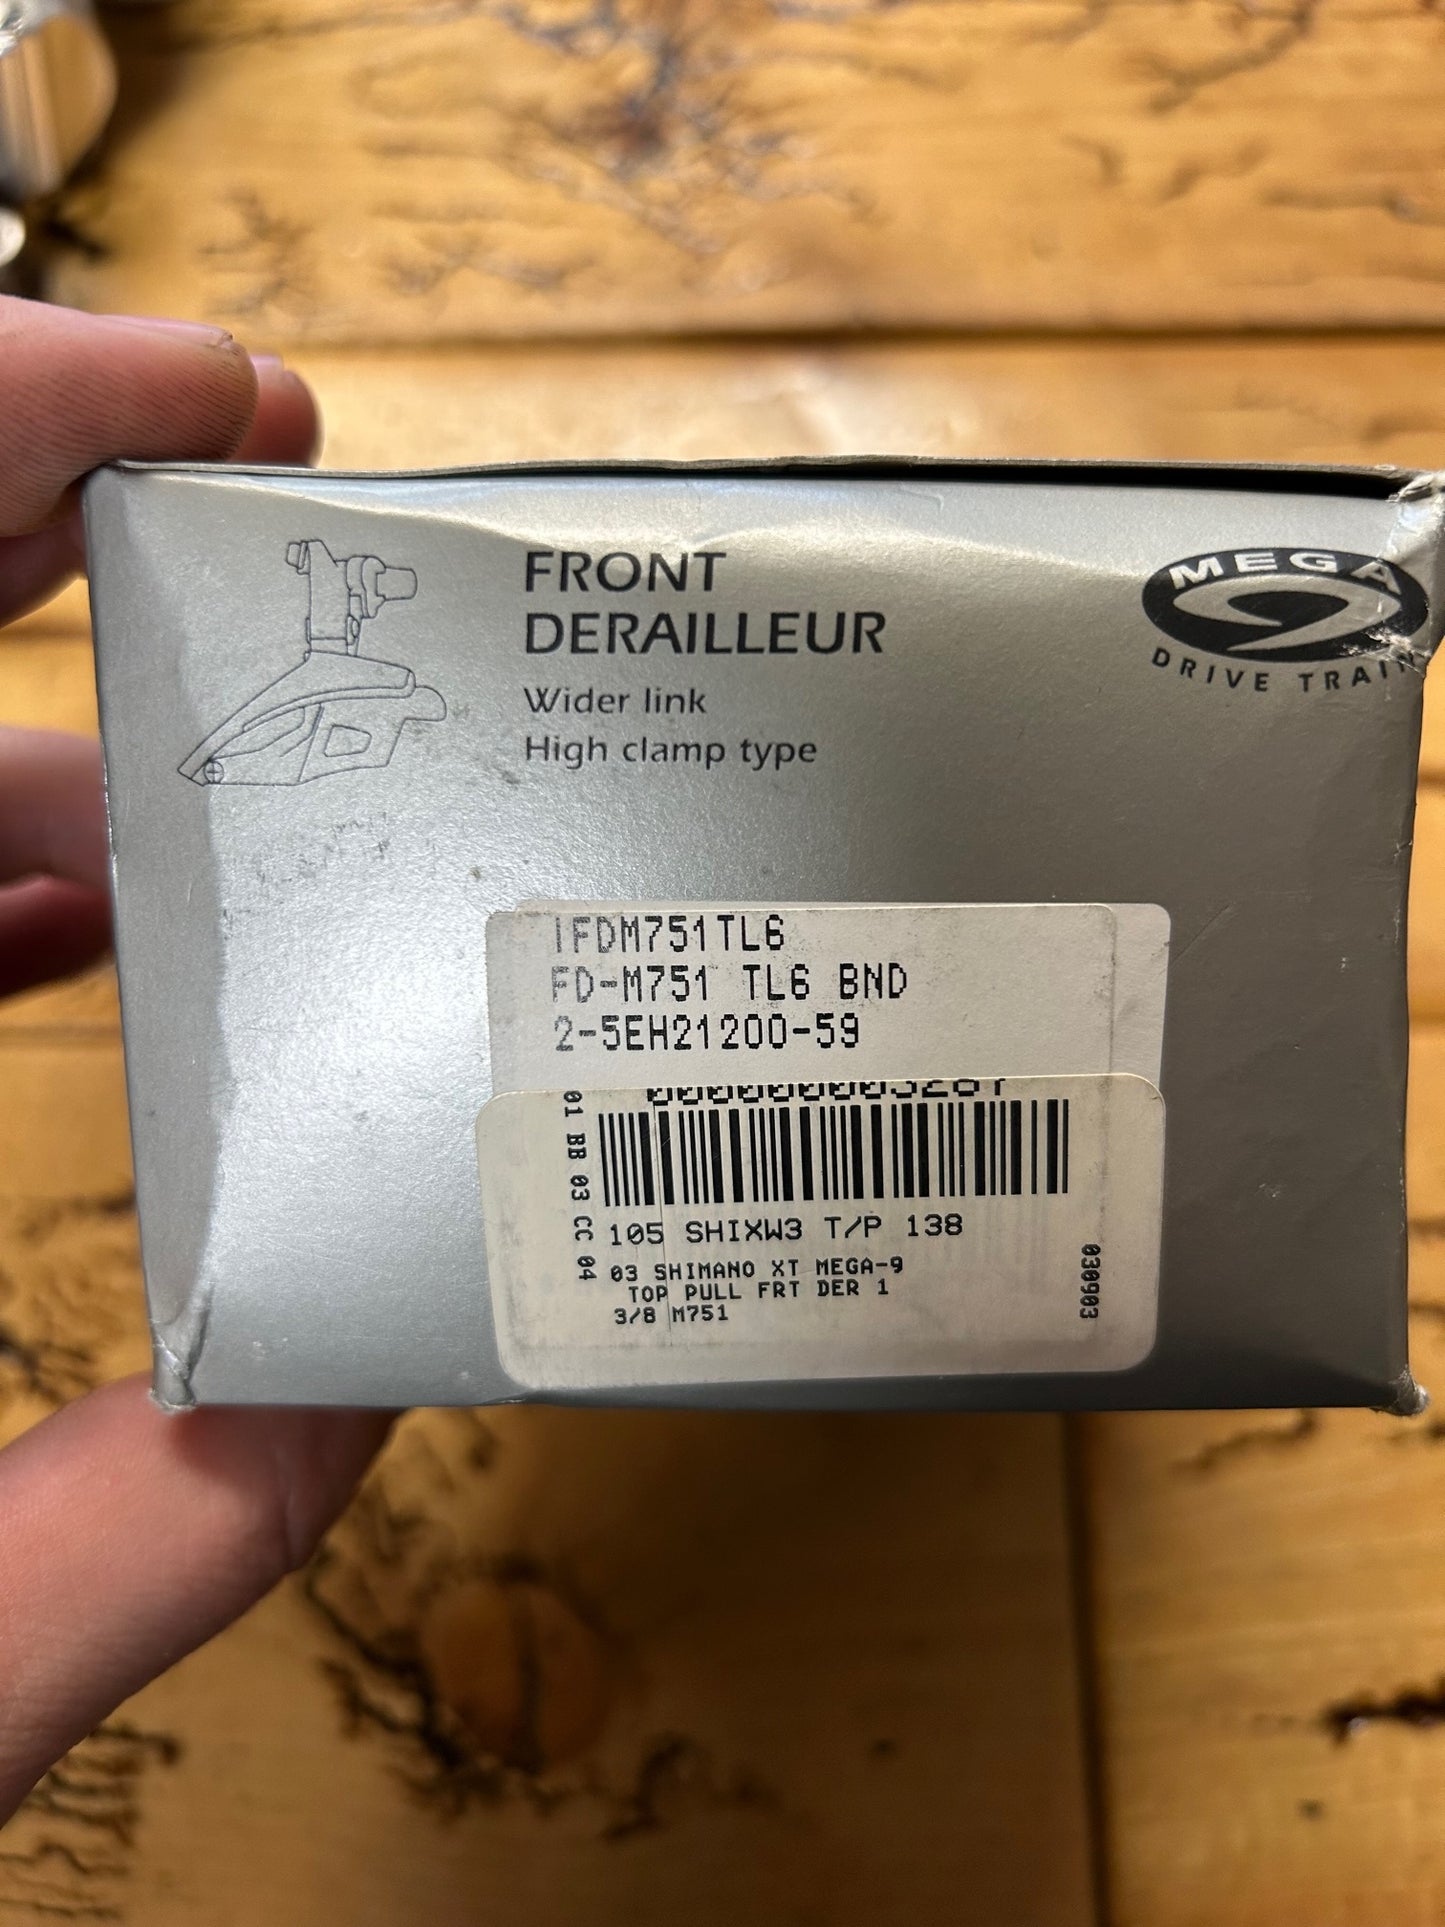 FRONT
DERAILLEUR
Wider link
High clamp type
MEGA
9
DRIVE TRAIN
IFDM751TL6
FD-M751 TL6 BND
2-5EH21200-59
01 BB 03 CC 04
105 SHIXW3 T/P 138
03 SHIMANO XT MEGA-9
TOP PULL FRT DER 1
3/8 M751
030903